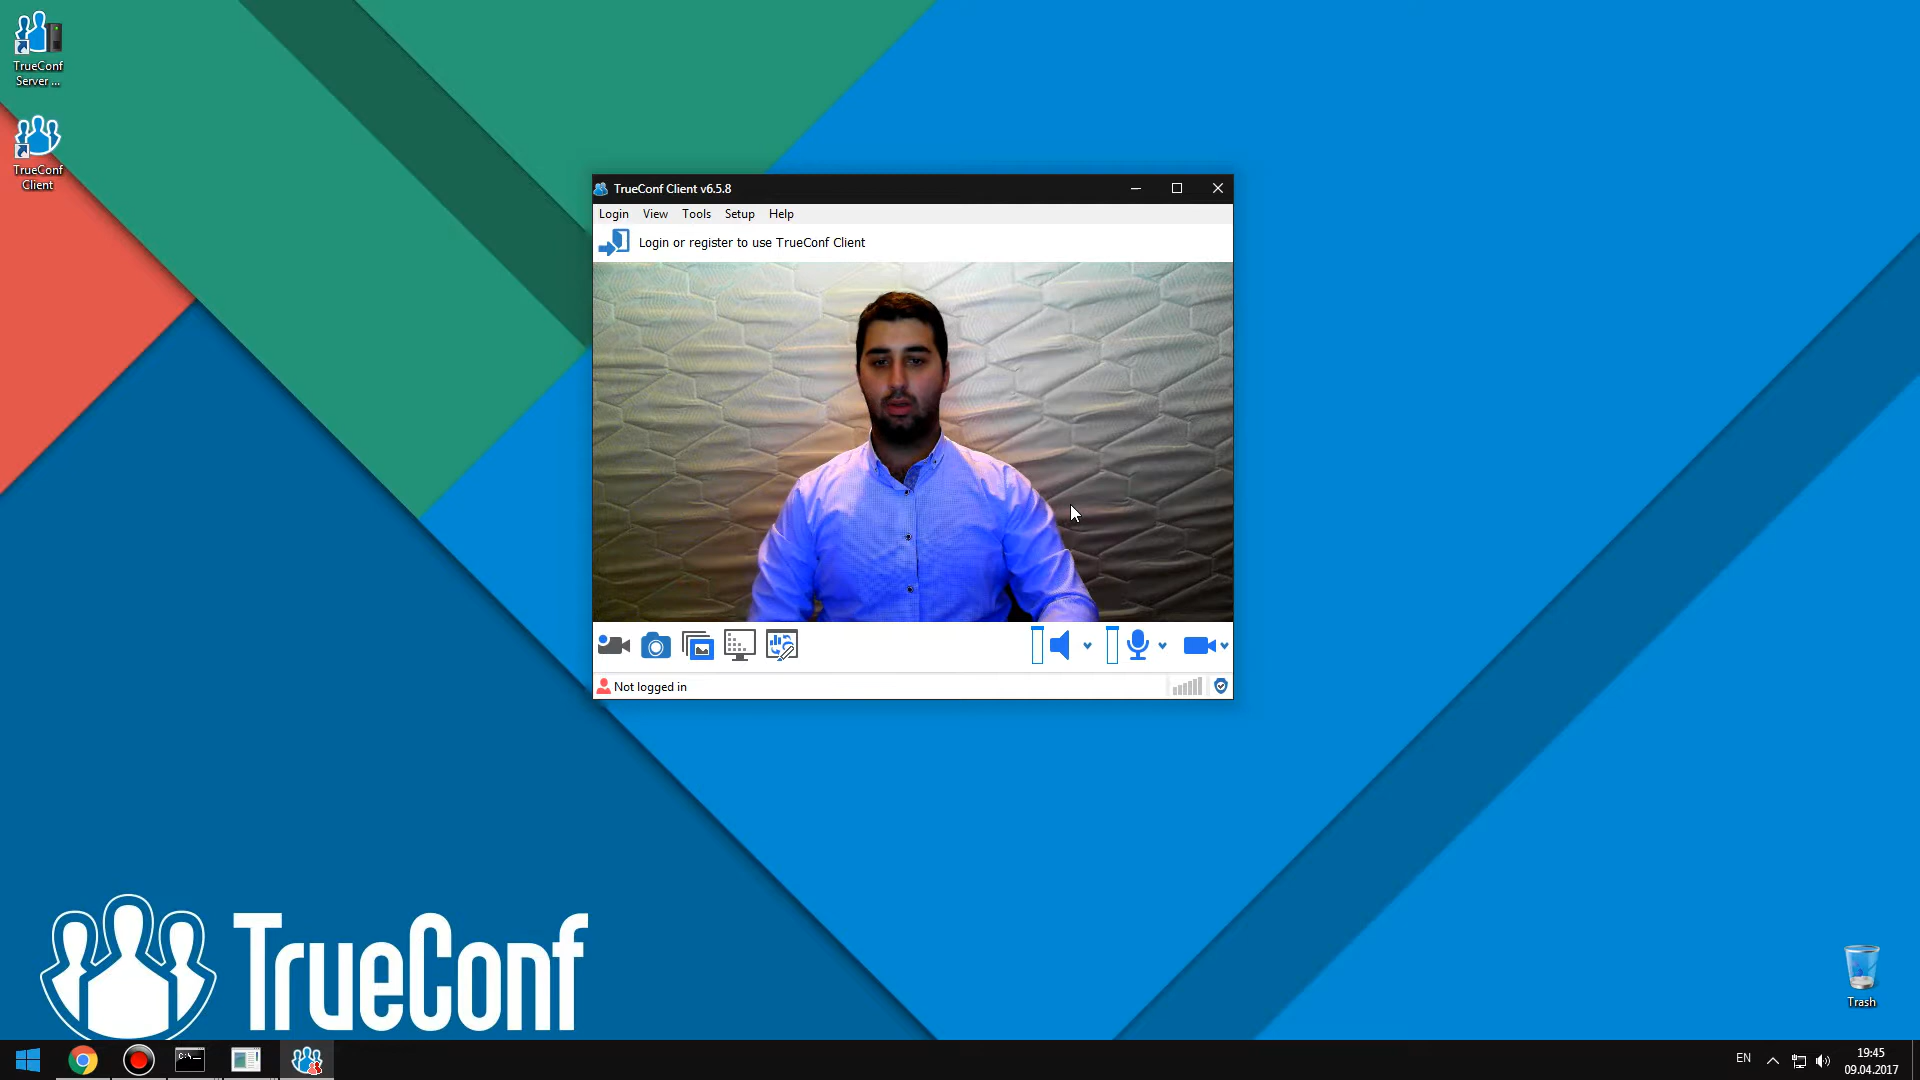 TrueConf
Server ...
TrueConf
Client
TrueConf Client v6.5.8
Login View Tools Setup Help
Login or register to use TrueConf Client
Not logged in
TrueConf
Trash
C:\
EN
19:45
09.04.2017